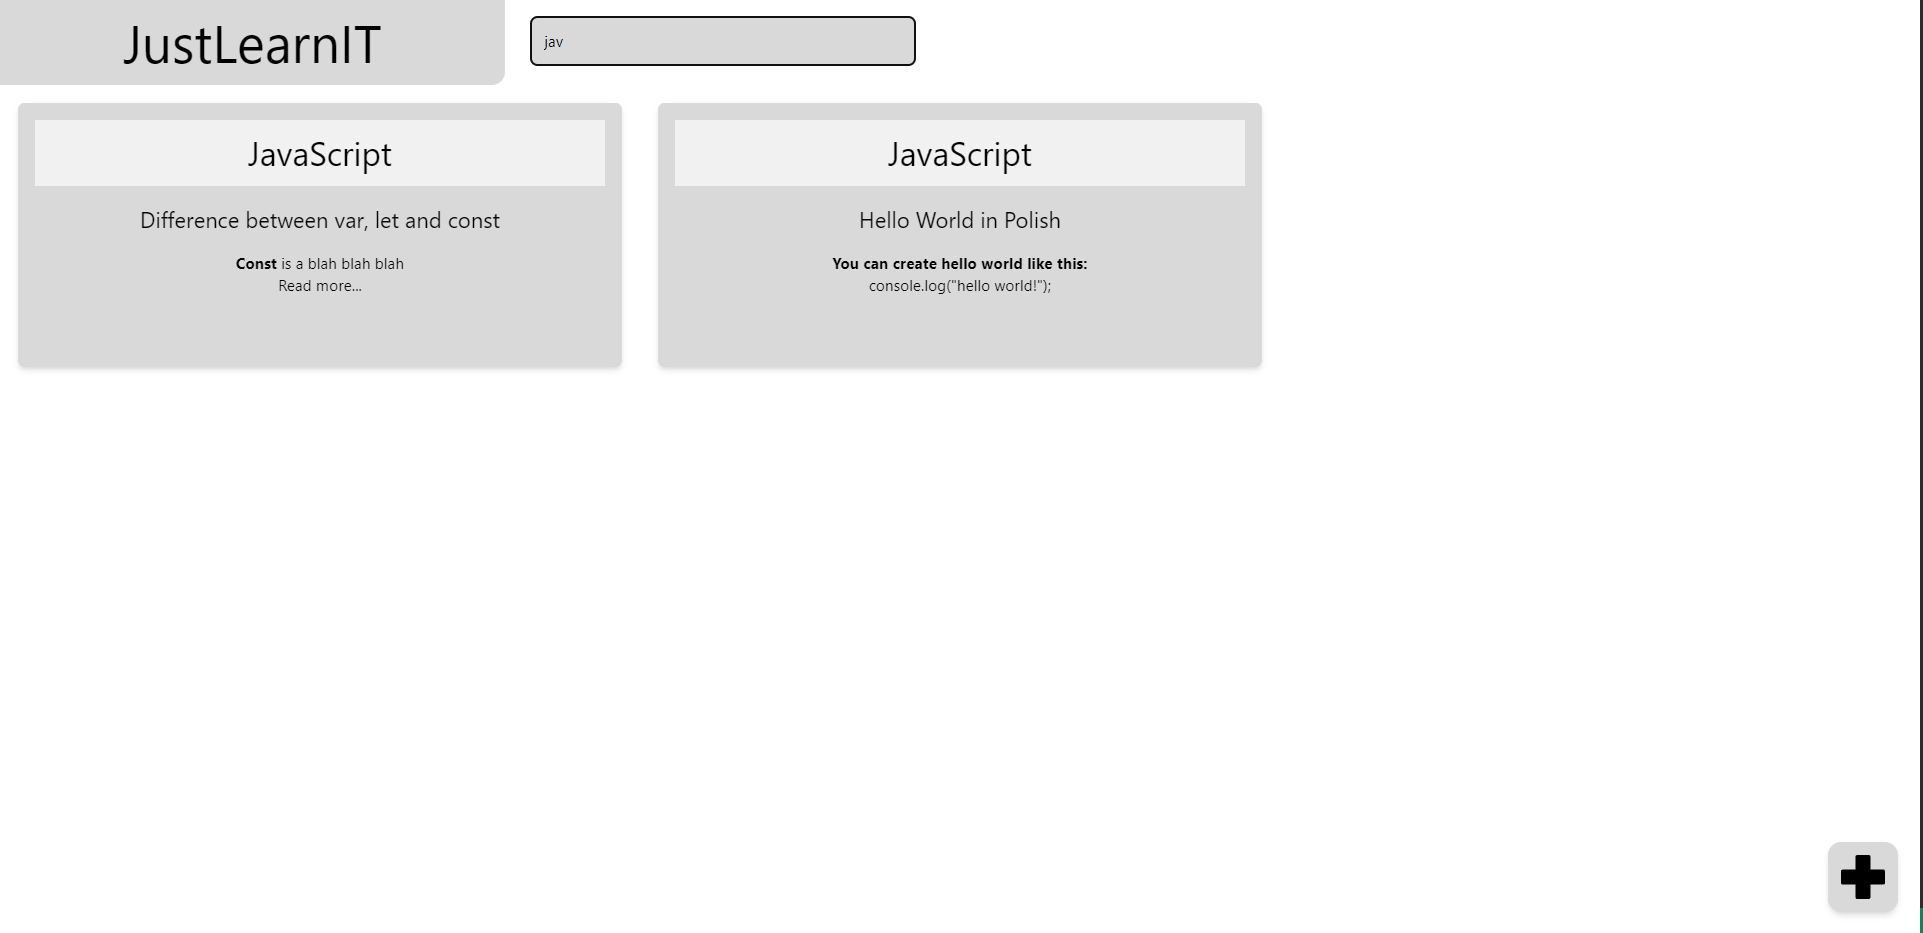 JustLearnIT
jav
JavaScript
Difference between var, let and const
Const is a blah blah blah
Read more...
JavaScript
Hello World in Polish
You can create hello world like this:
console.log("hello world!");